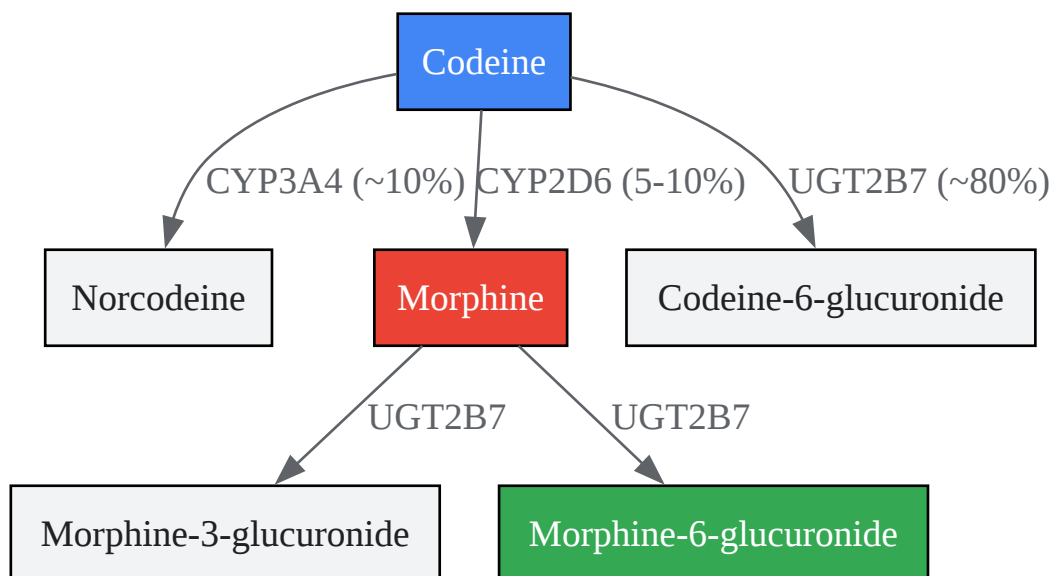 Codeine
CYP3A4 (~10%)
CYP2D6 (5-10%)
UGT2B7 (~80%)
Norcodeine
Morphine
Codeine-6-glucuronide
UGT2B7
UGT2B7
Morphine-3-glucuronide
Morphine-6-glucuronide